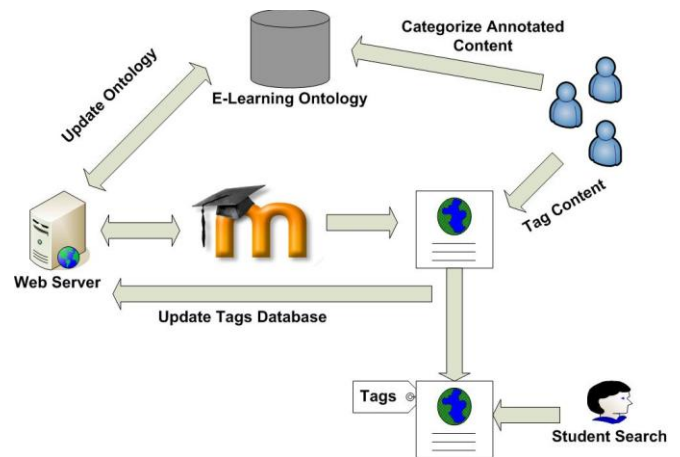 Categorize Annotated
Content
E-Learning Ontology
Update Ontology
Tag Content
m
Web Server
Update Tags Database
Tags
Student Search